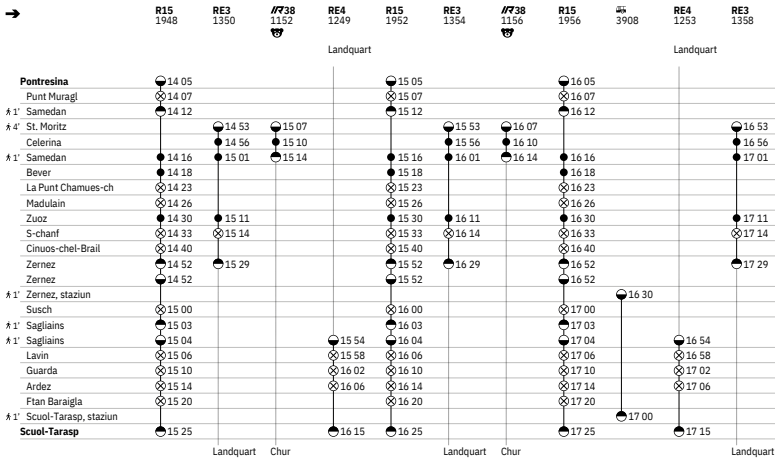 ➔ R15 RE3 IR38 RE4 R15 RE3 IR38 R15 RE4 RE3
1948 1350 1152 1249 1952 1354 1156 1956 3908 1253 1358
Landquart Landquart
Pontresina 14 05 15 05 16 05
Punt Muragl 14 07 15 07 16 07
1' Samedan 14 12 15 12 16 12
4' St. Moritz 14 53 15 07 15 53 16 07 16 53
Celerina 14 56 15 10 15 56 16 10 16 56
1' Samedan 14 16 15 01 15 14 15 16 16 01 16 14 16 16 17 01
Bever 14 18 15 18 16 18
La Punt Chamues-ch 14 23 15 23 16 23
Madulain 14 26 15 26 16 26
Zuoz 14 30 15 11 15 30 16 11 16 30 17 11
S-chanf 14 33 15 14 15 33 16 14 16 33 17 14
Cinuos-chel-Brail 14 40 15 40 16 40
Zernez 14 52 15 29 15 52 16 29 16 52 17 29
Zernez 14 52 15 52 16 52
1' Zernez, staziun 16 30
Susch 15 00 16 00 17 00
1' Sagliains 15 03 16 03 17 03
1' Sagliains 15 04 15 54 16 04 17 04 16 54
Lavin 15 06 15 58 16 06 17 06 16 58
Guarda 15 10 16 02 16 10 17 10 17 02
Ardez 15 14 16 06 16 14 17 14 17 06
Ftan Baraigla 15 20 16 20 17 20
1' Scuol-Tarasp, staziun 17 00
Scuol-Tarasp 15 25 16 15 16 25 17 25 17 15
Landquart Chur Landquart Chur Landquart